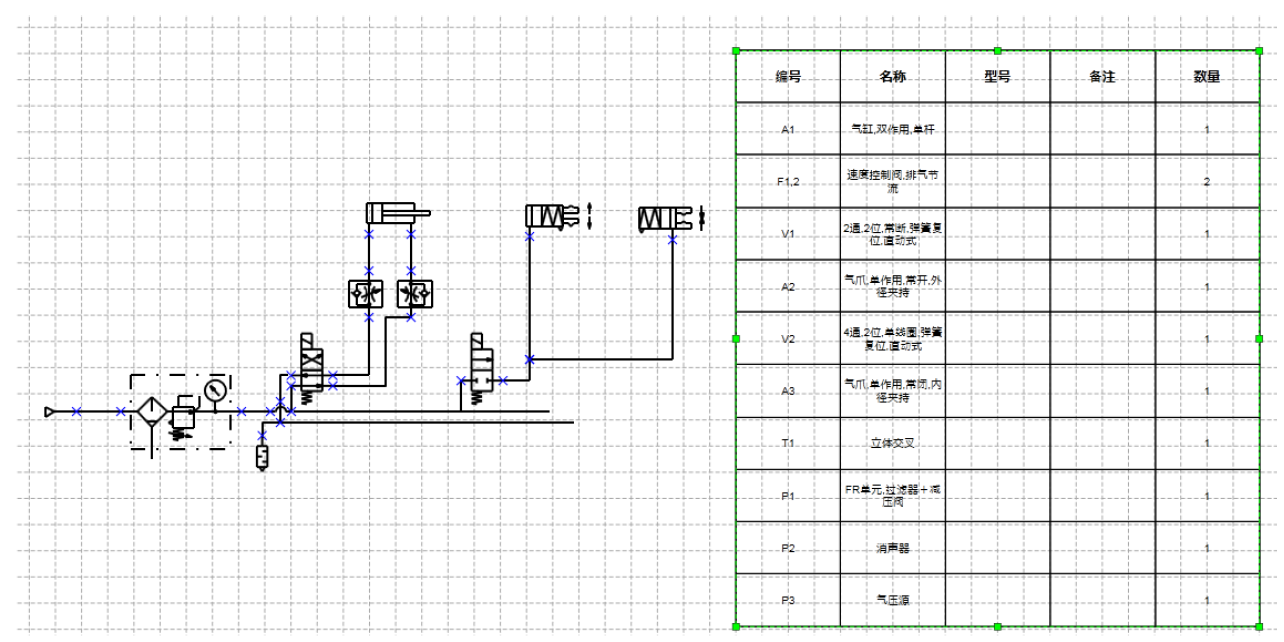 编号 名称 型号 备注 数量
A1 气缸,双作用,单杆 1
F1,2 速度控制阀,排气节
流 2
V1 2通,2位,常断,弹簧复
位,直动式 1
A2 气爪,单作用,常开,外
径夹持 1
V2 4通,2位,单线圈,弹簧
复位,直动式 1
A3 气爪,单作用,常闭,内
径夹持 1
T1 立体交叉 1
P1 FR单元,过滤器+减
压阀 1
P2 消声器 1
P3 气压源 1